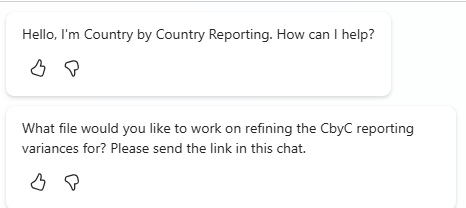 Hello, I'm Country by Country Reporting. How can I help?
What file would you like to work on refining the CbyC reporting
variances for? Please send the link in this chat.